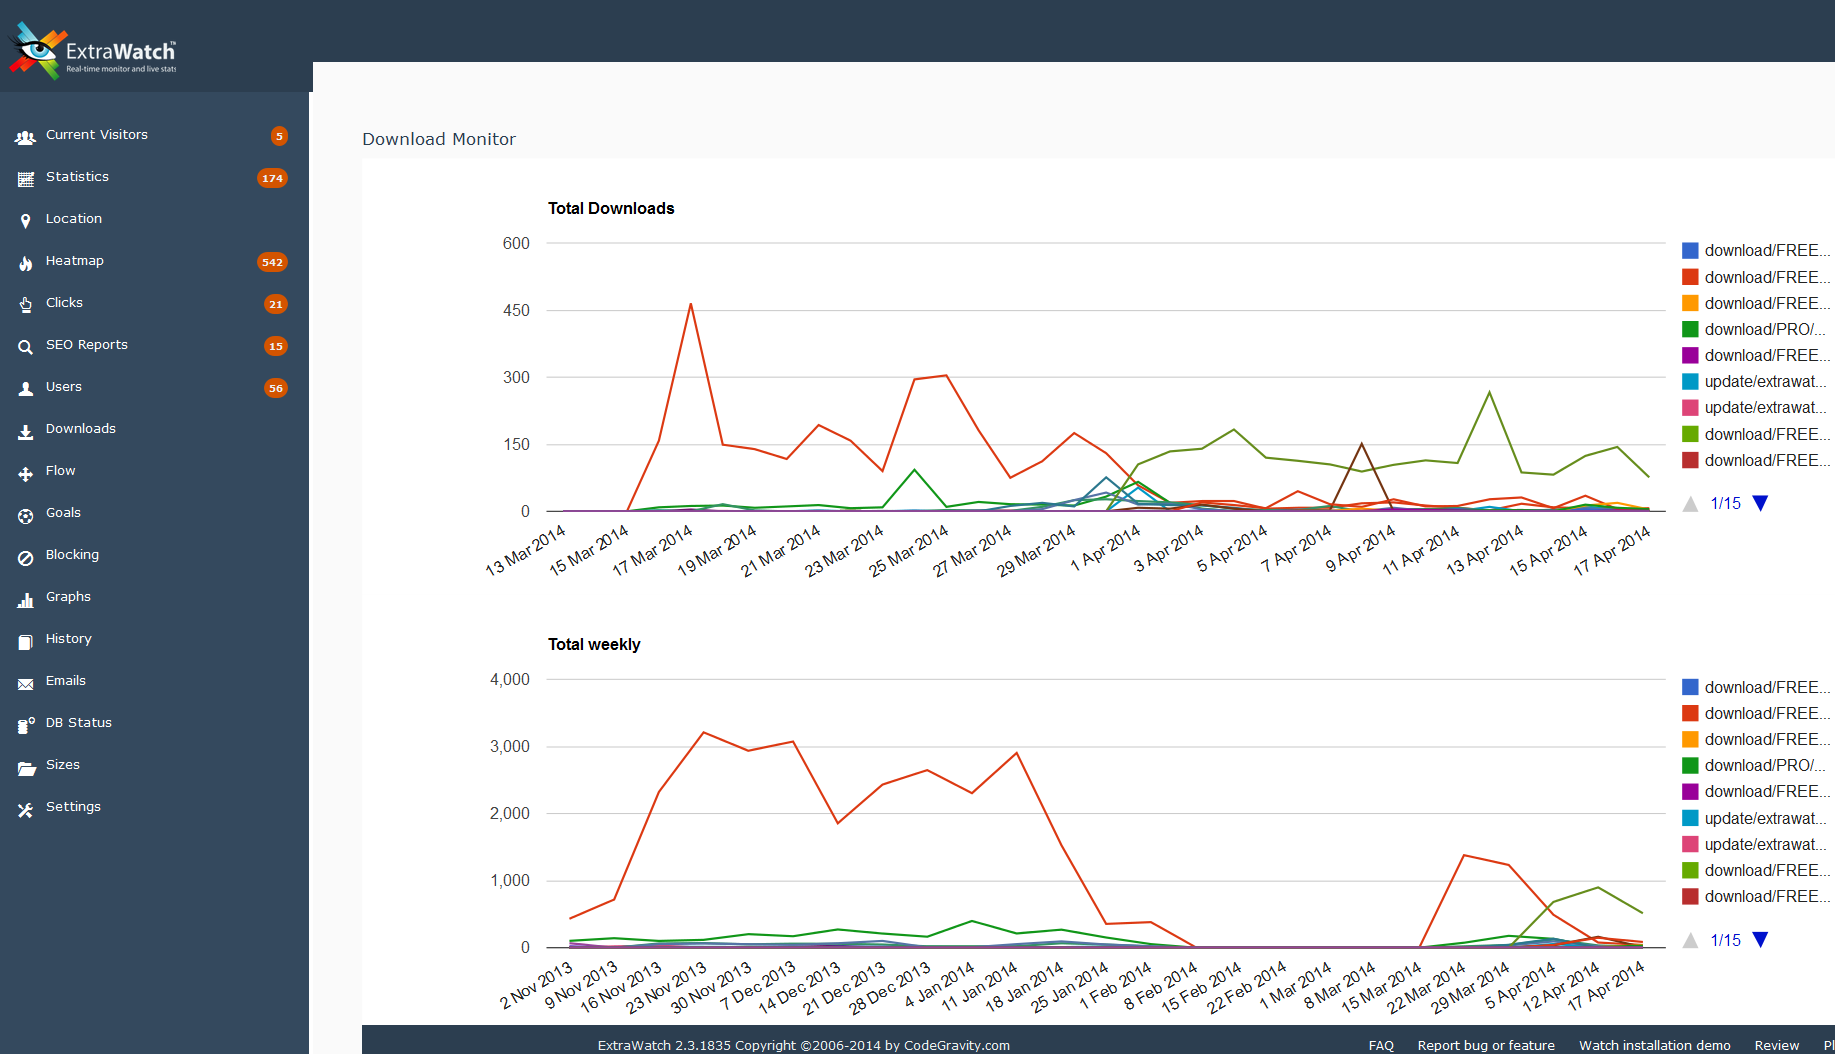 ExtraWatch™
Real-time monitor and live stats
Current Visitors 5
Statistics 174
Location
Heatmap 542
Clicks 21
SEO Reports 15
Users 56
Downloads
Flow
Goals
Blocking
Graphs
History
Emails
DB Status
Sizes
Settings
Download Monitor
Total Downloads
600
450
300
150
0
13 Mar 2014
15 Mar 2014
17 Mar 2014
19 Mar 2014
21 Mar 2014
23 Mar 2014
25 Mar 2014
27 Mar 2014
29 Mar 2014
1 Apr 2014
3 Apr 2014
5 Apr 2014
7 Apr 2014
9 Apr 2014
11 Apr 2014
13 Apr 2014
15 Apr 2014
17 Apr 2014
download/FREE...
download/FREE...
download/FREE...
download/PRO/...
download/FREE...
update/extrawat...
update/extrawat...
download/FREE...
download/FREE...
1/15
Total weekly
4,000
3,000
2,000
1,000
0
2 Nov 2013
9 Nov 2013
16 Nov 2013
23 Nov 2013
30 Nov 2013
7 Dec 2013
14 Dec 2013
21 Dec 2013
28 Dec 2013
4 Jan 2014
11 Jan 2014
18 Jan 2014
25 Jan 2014
1 Feb 2014
8 Feb 2014
15 Feb 2014
22 Feb 2014
1 Mar 2014
8 Mar 2014
15 Mar 2014
22 Mar 2014
29 Mar 2014
5 Apr 2014
12 Apr 2014
17 Apr 2014
download/FREE...
download/FREE...
download/FREE...
download/PRO/...
download/FREE...
update/extrawat...
update/extrawat...
download/FREE...
download/FREE...
1/15
ExtraWatch 2.3.1835 Copyright ©2006-2014 by CodeGravity.com
FAQ Report bug or feature Watch installation demo Review